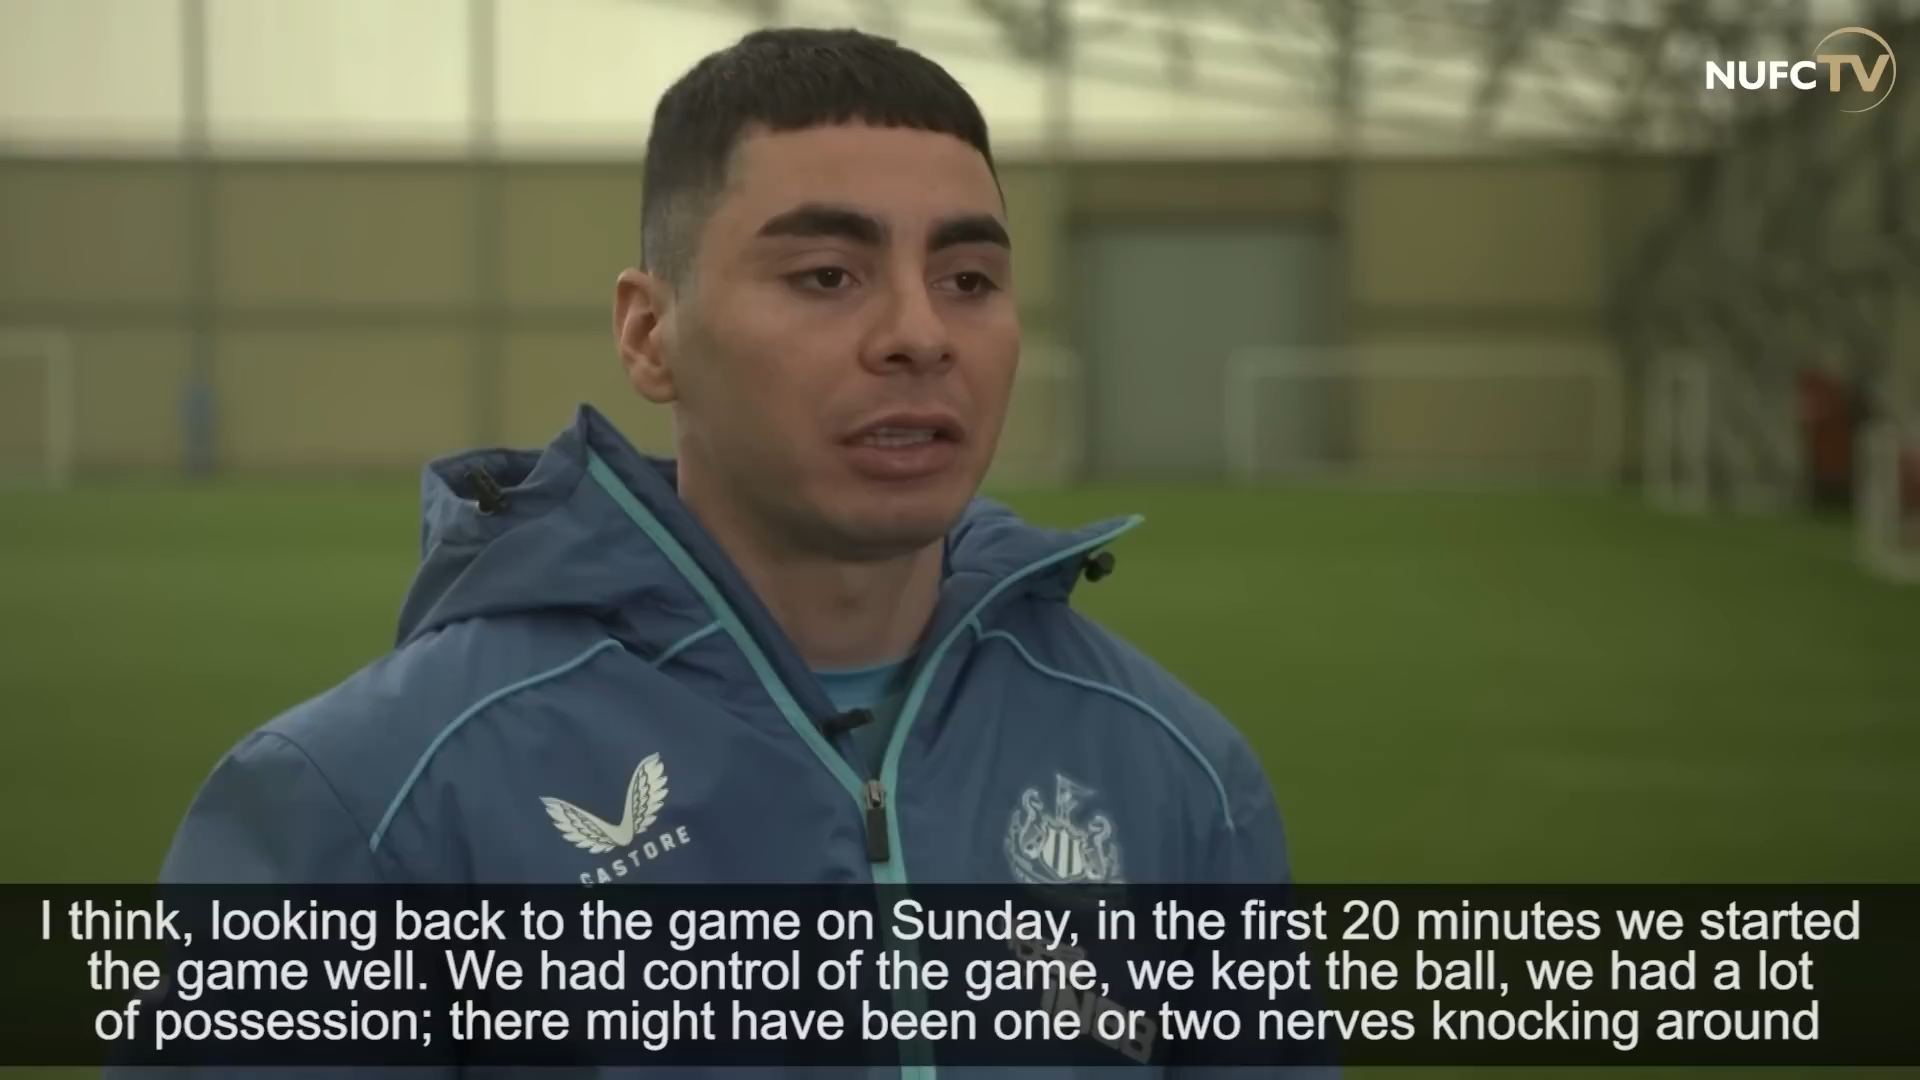 NUFCTV
CASTORE
I think, looking back to the game on Sunday, in the first 20 minutes we started
the game well. We had control of the game, we kept the ball, we had a lot
of possession; there might have been one or two nerves knocking around